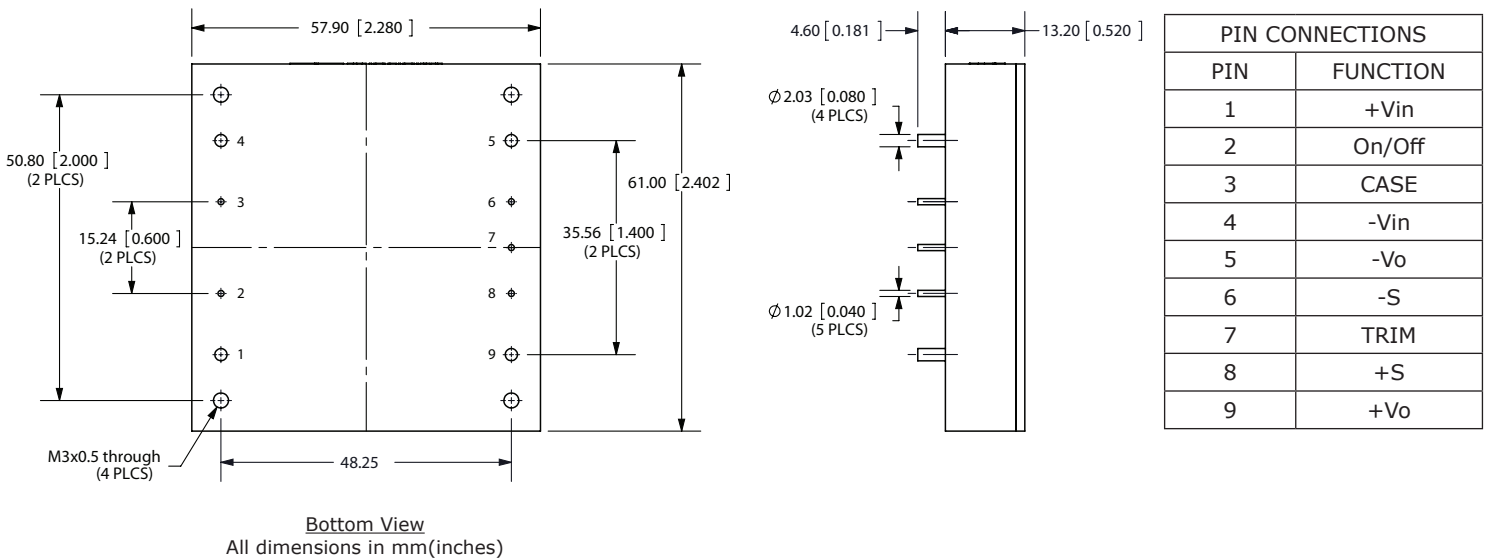 57.90 [2.280 ]
50.80 [2.000 ]
(2 PLCS)
15.24 [0.600 ]
(2 PLCS)
4
3
2
1
5
6
7
8
9
35.56 [1.400 ]
(2 PLCS)
61.00 [2.402 ]
M3x0.5 through
(4 PLCS)
48.25
Bottom View
All dimensions in mm(inches)
4.60 [0.181 ]
13.20 [0.520 ]
Ø2.03 [0.080 ]
(4 PLCS)
Ø1.02 [0.040 ]
(5 PLCS)
PIN CONNECTIONS
PIN FUNCTION
1 +Vin
2 On/Off
3 CASE
4 -Vin
5 -Vo
6 -S
7 TRIM
8 +S
9 +Vo